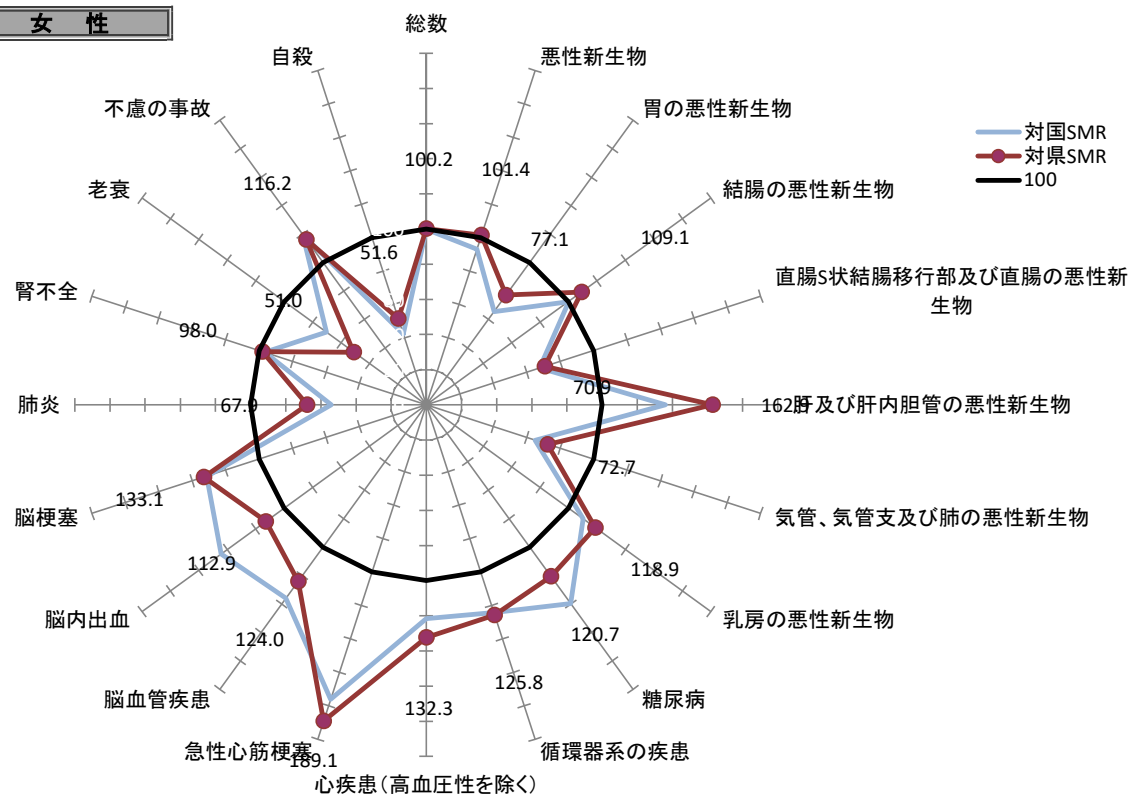 女 性
総数
悪性新生物
胃の悪性新生物
結腸の悪性新生物
直腸S状結腸移行部及び直腸の悪性新
生物
肝及び肝内胆管の悪性新生物
気管、気管支及び肺の悪性新生物
乳房の悪性新生物
糖尿病
循環器系の疾患
心疾患(高血圧性を除く)
急性心筋梗塞
脳血管疾患
脳内出血
脳梗塞
肺炎
腎不全
老衰
不慮の事故
自殺
対国SMR
対県SMR
100
100.2
101.4
77.1
109.1
70.9
72.7
118.9
120.7
125.8
132.3
189.1
124.0
112.9
133.1
67.9
98.0
51.0
116.2
51.6